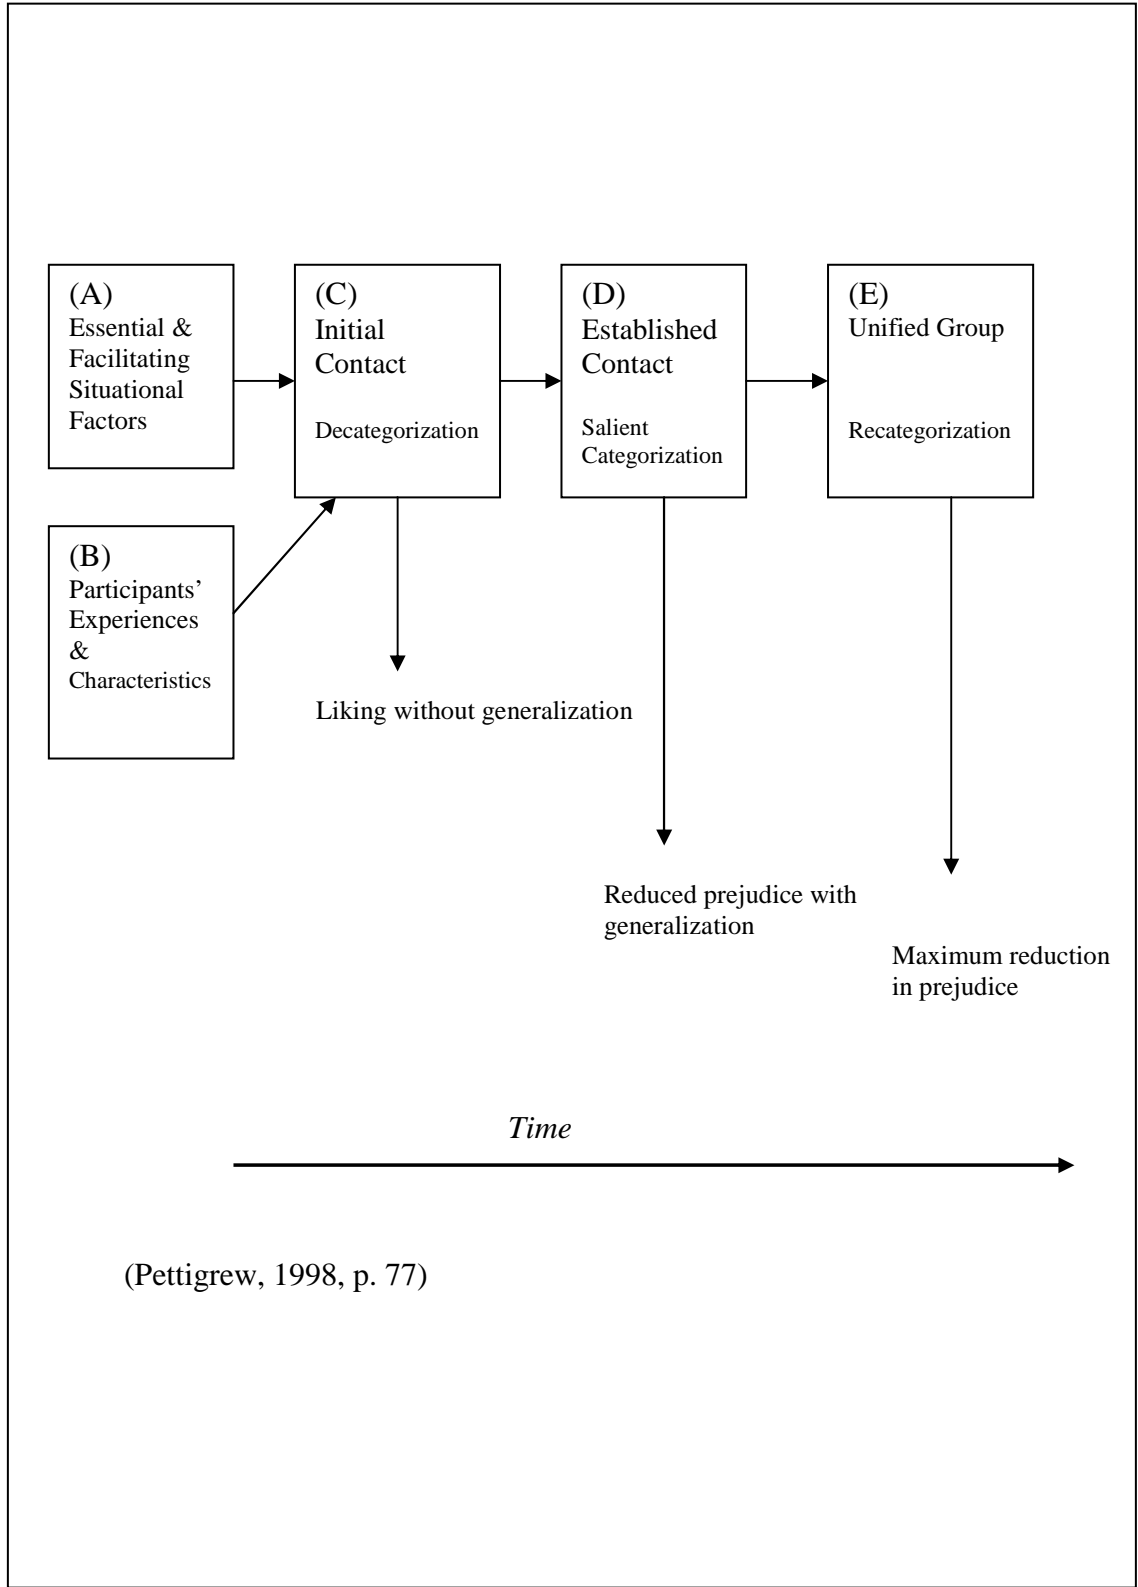 (A)
Essential &
Facilitating
Situational
Factors
(B)
Participants’
Experiences
&
Characteristics
(C)
Initial
Contact
Decategorization
Liking without generalization
(D)
Established
Contact
Salient
Categorization
Reduced prejudice with
generalization
(E)
Unified Group
Recategorization
Maximum reduction
in prejudice
Time
(Pettigrew, 1998, p. 77)